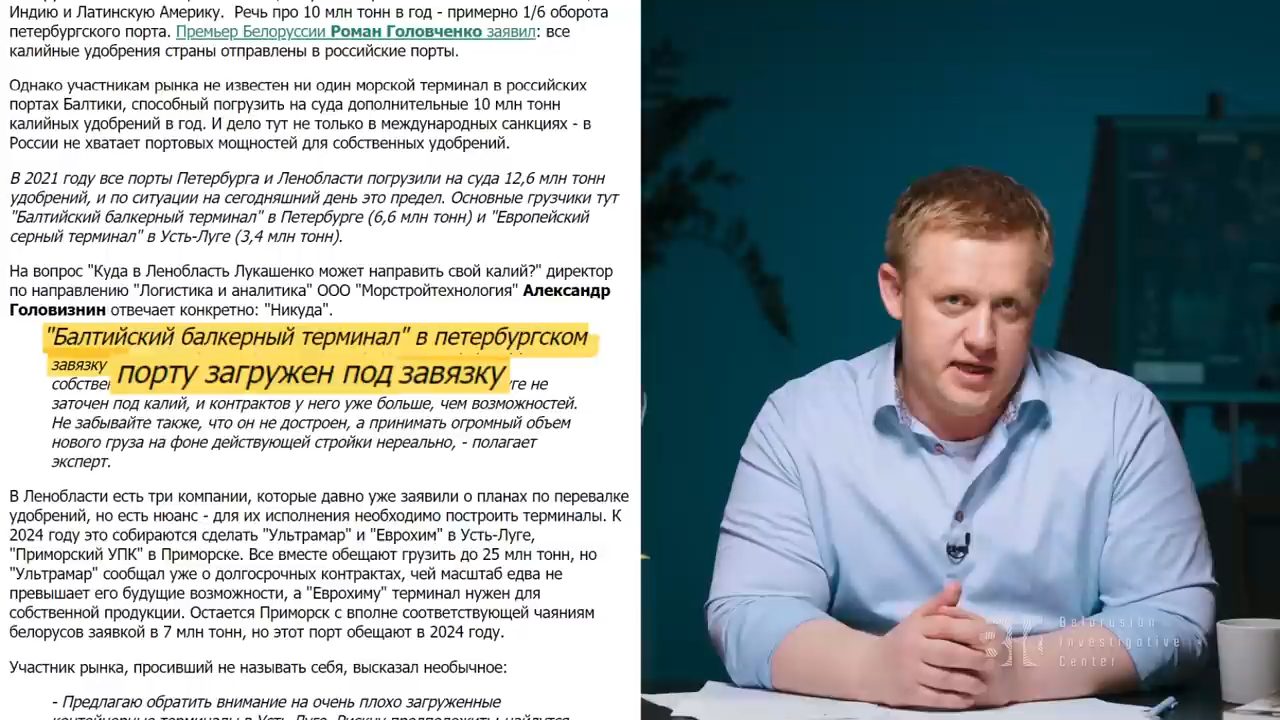 Индию и Латинскую Америку. Речь про 10 млн тонн в год - примерно 1/6 оборота
петербургского порта. Премьер Белоруссии Роман Головченко заявил: все
калийные удобрения страны отправлены в российские порты.
Однако участникам рынка не известен ни один морской терминал в российских
портах Балтики, способный погрузить на суда дополнительные 10 млн тонн
калийных удобрений в год. И дело тут не только в международных санкциях - в
России не хватает портовых мощностей для собственных удобрений.
В 2021 году все порты Петербурга и Ленобласти погрузили на суда 12,6 млн тонн
удобрений, и по ситуации на сегодняшний день это предел. Основные грузчики тут
"Балтийский балкерный терминал" в Петербурге (6,6 млн тонн) и "Европейский
серный терминал" в Усть-Луге (3,4 млн тонн).
На вопрос "Куда в Ленобласть Лукашенко может направить свой калий?" директор
по направлению "Логистика и аналитика" ООО "Морстройтехнология" Александр
Головизнин отвечает конкретно: "Никуда".
"Балтийский балкерный терминал" в петербургском
завязку
порту загружен под завязку
не
заточен под калий, и контрактов у него уже больше, чем возможностей.
Не забывайте также, что он не достроен, а принимать огромный объем
нового груза на фоне действующей стройки нереально, - полагает
эксперт.
В Ленобласти есть три компании, которые давно уже заявили о планах по перевалке
удобрений, но есть нюанс - для их исполнения необходимо построить терминалы. К
2024 году это собираются сделать "Ультрамар" и "Еврохим" в Усть-Луге,
"Приморский УПК" в Приморске. Все вместе обещают грузить до 25 млн тонн, но
"Ультрамар" сообщал уже о долгосрочных контрактах, чей масштаб едва не
превышает его будущие возможности, а "Еврохиму" терминал нужен для
собственной продукции. Остается Приморск с вполне соответствующей чаяниям
белорусов заявкой в 7 млн тонн, но этот порт обещают в 2024 году.
Участник рынка, просивший не называть себя, высказал необычное:
- Предлагаю обратить внимание на очень плохо загруженные
Belarusian
Investigative
Center